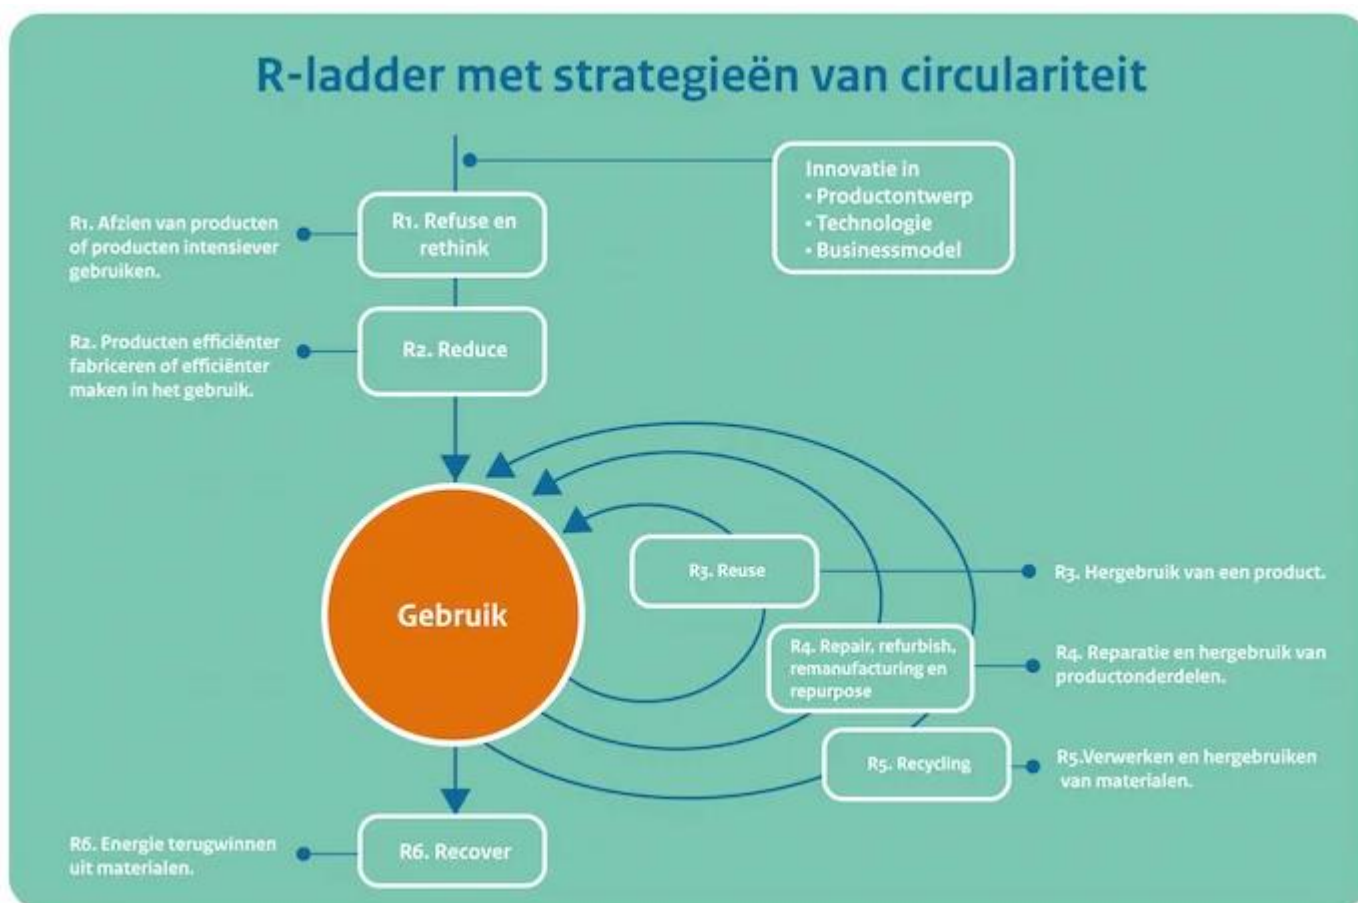 R-ladder met strategieën van circulariteit
Innovatie in
• Productontwerp
• Technologie
• Businessmodel
R1. Afzien van producten
of producten intensiever
gebruiken.
R1. Refuse en
rethink
R2. Producten efficiënter
fabriceren of efficiënter
maken in het gebruik.
R2. Reduce
Gebruik
R3. Reuse
R3. Hergebruik van een product.
R4. Repair, refurbish,
remanufacturing en
repurpose
R4. Reparatie en hergebruik van
productonderdelen.
R5. Recycling
R5.Verwerken en hergebruiken
van materialen.
R6. Energie terugwinnen
uit materialen.
R6. Recover